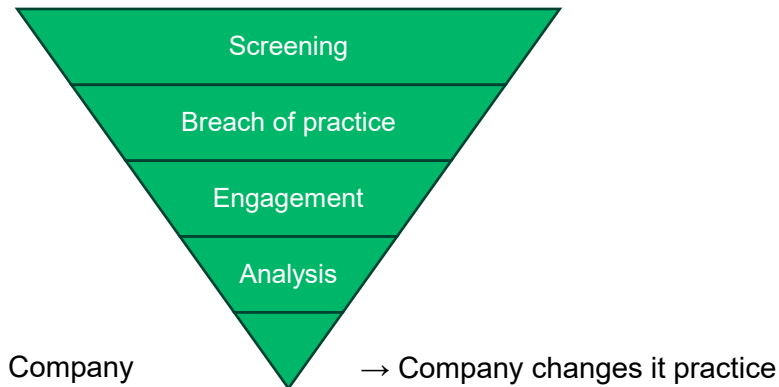 Screening
Breach of practice
Engagement
Analysis
Company
→ Company changes it practice